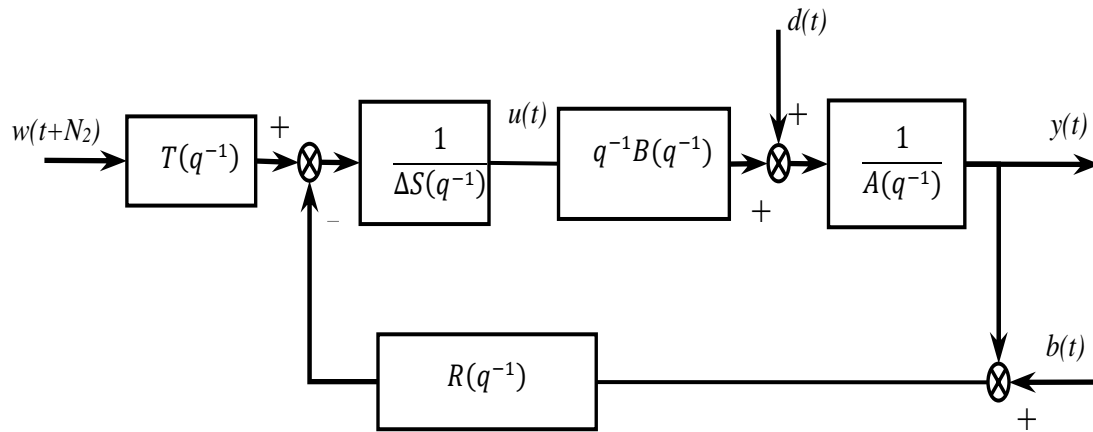 d(t)
w(t+N₂)
T(q⁻¹)
+
−
1
ΔS(q⁻¹)
u(t)
q⁻¹B(q⁻¹)
+
+
1
A(q⁻¹)
y(t)
R(q⁻¹)
b(t)
+